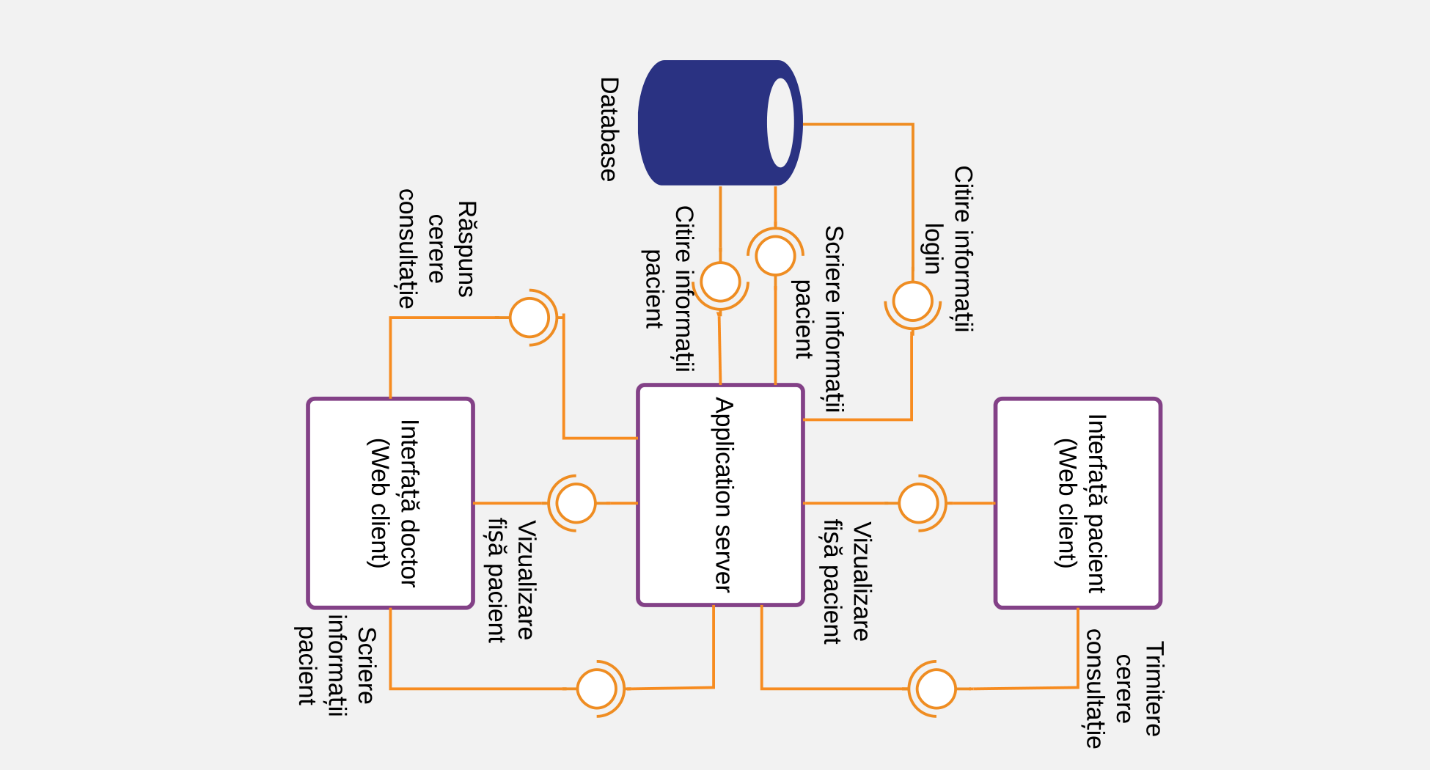 Interfață pacient
(Web client)
Trimitere
cerere
consultație
Citire informații
login
Vizualizare
fișă pacient
Scriere informații
pacient
Application server
Citire informații
pacient
Database
Vizualizare
fișă pacient
Răspuns
cerere
consultație
Interfață doctor
(Web client)
Scriere
informații
pacient